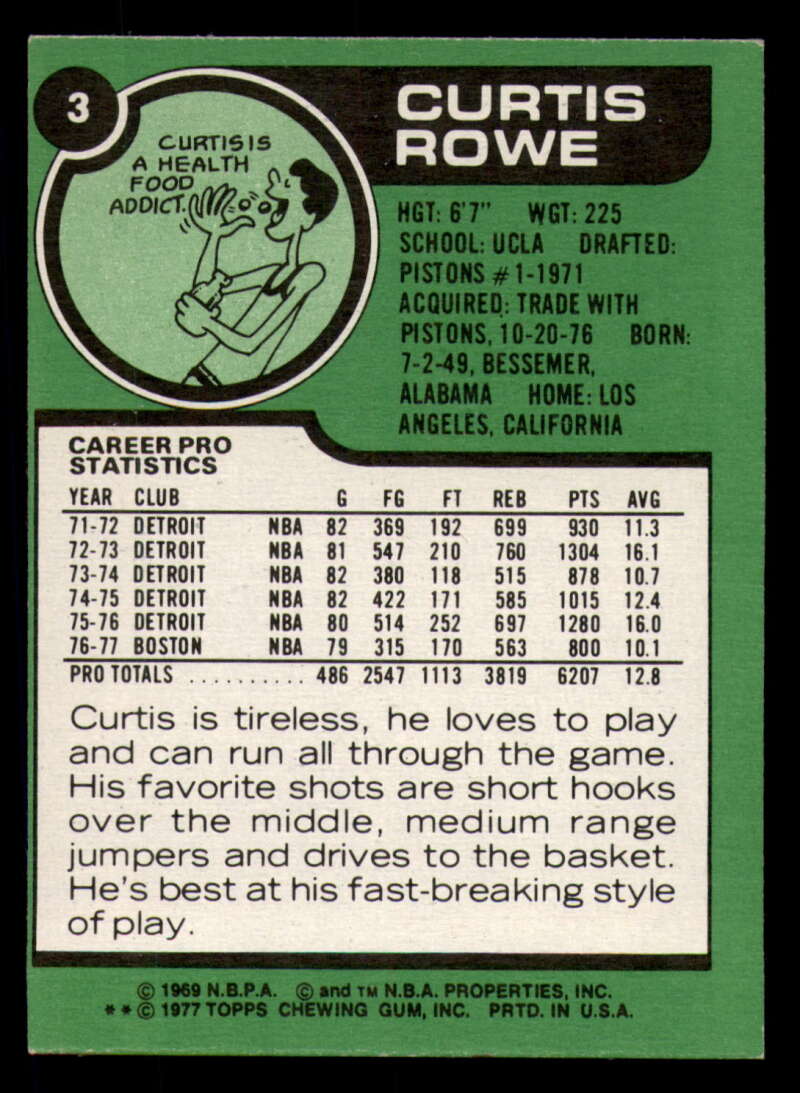 3
CURTIS IS
A HEALTH
FOOD
ADDICT.
CURTIS
ROWE
HGT: 6'7" WGT: 225
SCHOOL: UCLA DRAFTED:
PISTONS #1-1971
ACQUIRED: TRADE WITH
PISTONS, 10-20-76 BORN:
7-2-49, BESSEMER,
ALABAMA HOME: LOS
ANGELES, CALIFORNIA
CAREER PRO
STATISTICS
YEAR CLUB G FG FT REB PTS AVG
71-72 DETROIT NBA 82 369 192 699 930 11.3
72-73 DETROIT NBA 81 547 210 760 1304 16.1
73-74 DETROIT NBA 82 380 118 515 878 10.7
74-75 DETROIT NBA 82 422 171 585 1015 12.4
75-76 DETROIT NBA 80 514 252 697 1280 16.0
76-77 BOSTON NBA 79 315 170 563 800 10.1
PRO TOTALS .......... 486 2547 1113 3819 6207 12.8
Curtis is tireless, he loves to play
and can run all through the game.
His favorite shots are short hooks
over the middle, medium range
jumpers and drives to the basket.
He's best at his fast-breaking style
of play.
© 1969 N.B.P.A. © and TM N.B.A. PROPERTIES, INC.
**© 1977 TOPPS CHEWING GUM, INC. PRTD. IN U.S.A.